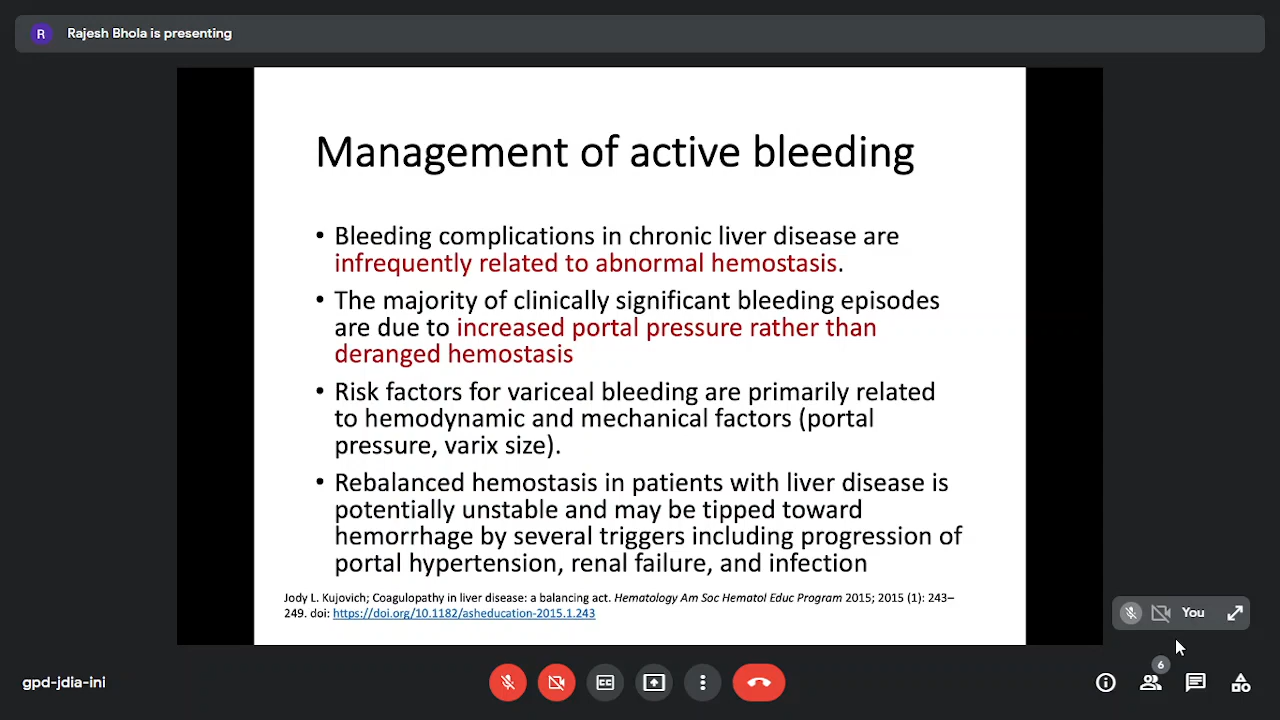 R
Rajesh Bhola is presenting
Management of active bleeding
• Bleeding complications in chronic liver disease are
infrequently related to abnormal hemostasis.
• The majority of clinically significant bleeding episodes
are due to increased portal pressure rather than
deranged hemostasis
• Risk factors for variceal bleeding are primarily related
to hemodynamic and mechanical factors (portal
pressure, varix size).
• Rebalanced hemostasis in patients with liver disease is
potentially unstable and may be tipped toward
hemorrhage by several triggers including progression of
portal hypertension, renal failure, and infection
Jody L. Kujovich; Coagulopathy in liver disease: a balancing act. Hematology Am Soc Hematol Educ Program 2015; 2015 (1): 243–
249. doi: https://doi.org/10.1182/asheducation-2015.1.243
You
6
gpd-jdia-ini
CC